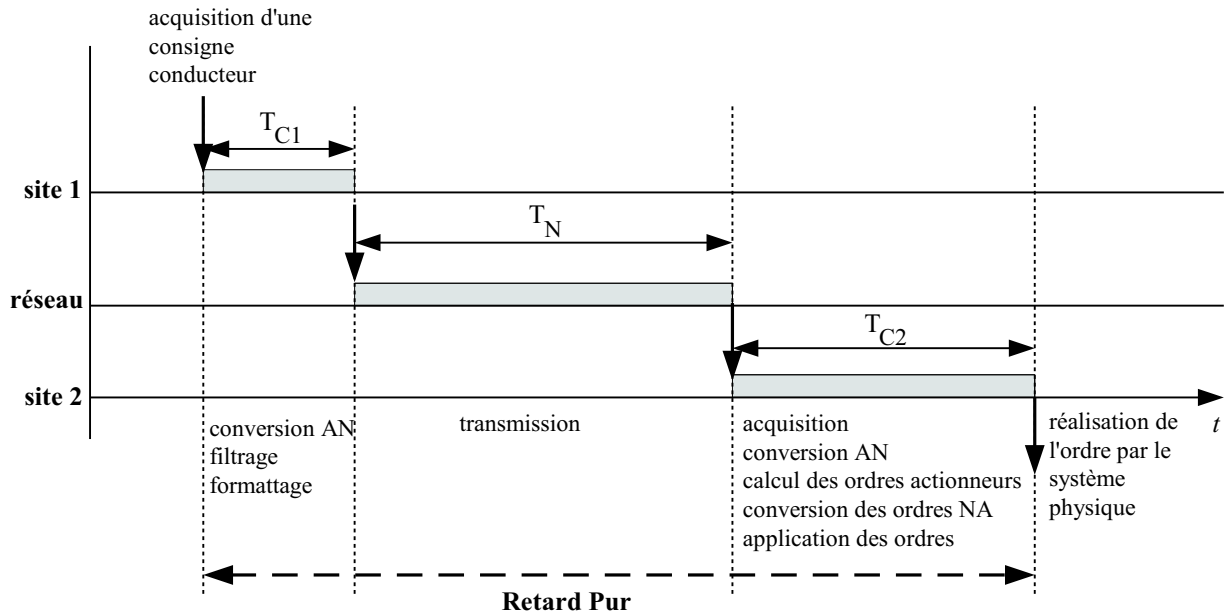 acquisition d'une
consigne
conducteur
T_C1
site 1
T_N
réseau
T_C2
site 2
t
conversion AN
filtrage
formattage
transmission
acquisition
conversion AN
calcul des ordres actionneurs
conversion des ordres NA
application des ordres
réalisation de
l'ordre par le
système
physique
Retard Pur